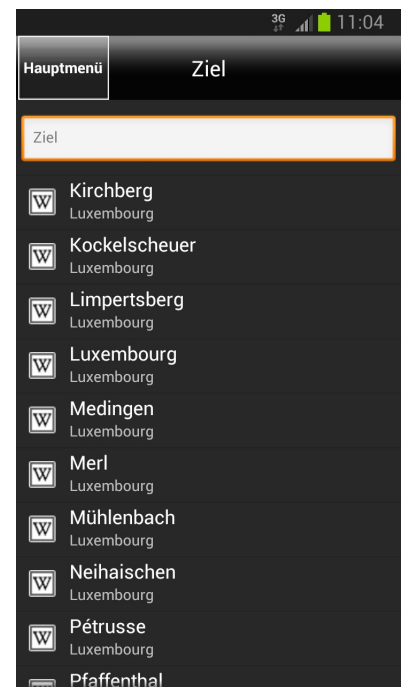 3G 11:04
Hauptmenü Ziel
Ziel
W Kirchberg
Luxembourg
W Kockelscheuer
Luxembourg
W Limpertsberg
Luxembourg
W Luxembourg
Luxembourg
W Medingen
Luxembourg
W Merl
Luxembourg
W Mühlenbach
Luxembourg
W Neihaischen
Luxembourg
W Pétrusse
Luxembourg
Pfaffenthal